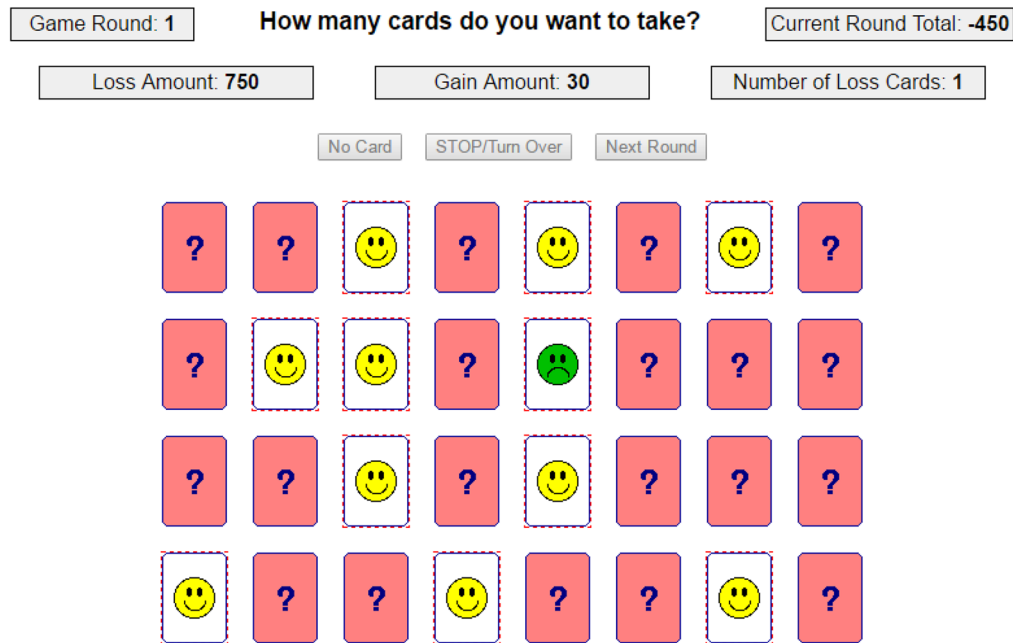 Game Round: 1
How many cards do you want to take?
Current Round Total: -450
Loss Amount: 750
Gain Amount: 30
Number of Loss Cards: 1
No Card
STOP/Turn Over
Next Round
? ? ? ? ?
? ? ? ? ?
? ? ? ? ? ?
? ? ? ? ?